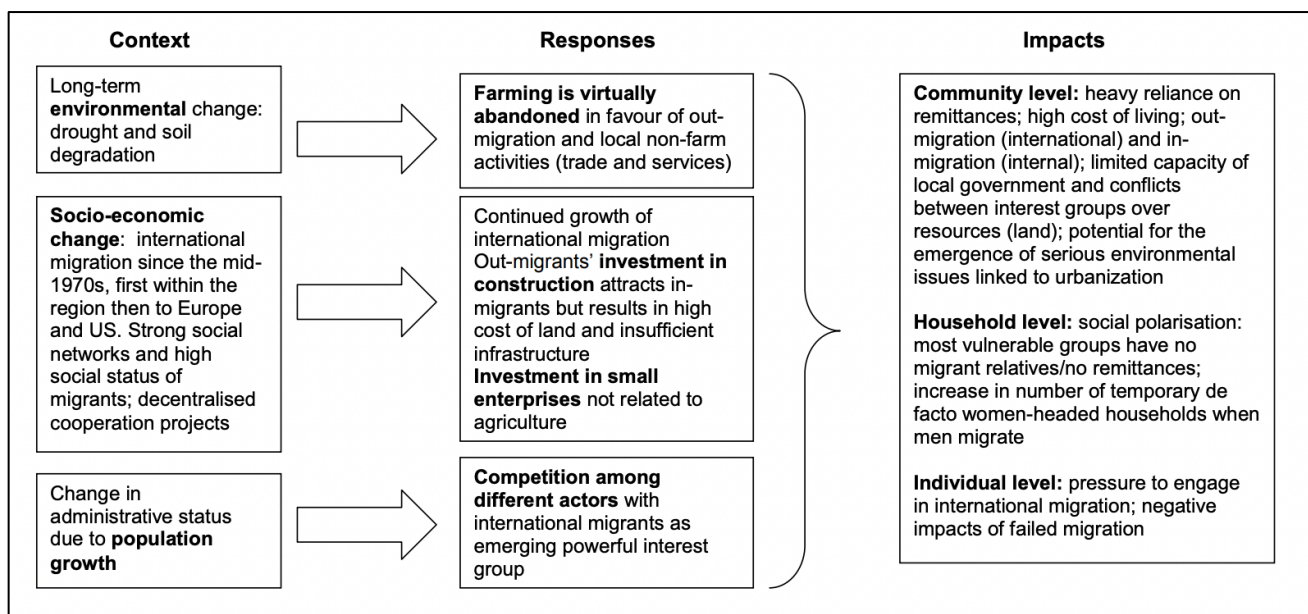 Context
Long-term
environmental change:
drought and soil
degradation
Socio-economic
change:  international
migration since the mid-
1970s, first within the
region then to Europe
and US. Strong social
networks and high
social status of
migrants; decentralised
cooperation projects
Change in
administrative status
due to population
growth
Responses
Farming is virtually
abandoned in favour of out-
migration and local non-farm
activities (trade and services)
Continued growth of
international migration
Out-migrants’ investment in
construction attracts in-
migrants but results in high
cost of land and insufficient
infrastructure
Investment in small
enterprises not related to
agriculture
Competition among
different actors with
international migrants as
emerging powerful interest
group
Impacts
Community level: heavy reliance on
remittances; high cost of living; out-
migration (international) and in-
migration (internal); limited capacity of
local government and conflicts
between interest groups over
resources (land); potential for the
emergence of serious environmental
issues linked to urbanization
Household level: social polarisation:
most vulnerable groups have no
migrant relatives/no remittances;
increase in number of temporary de
facto women-headed households when
men migrate
Individual level: pressure to engage
in international migration; negative
impacts of failed migration